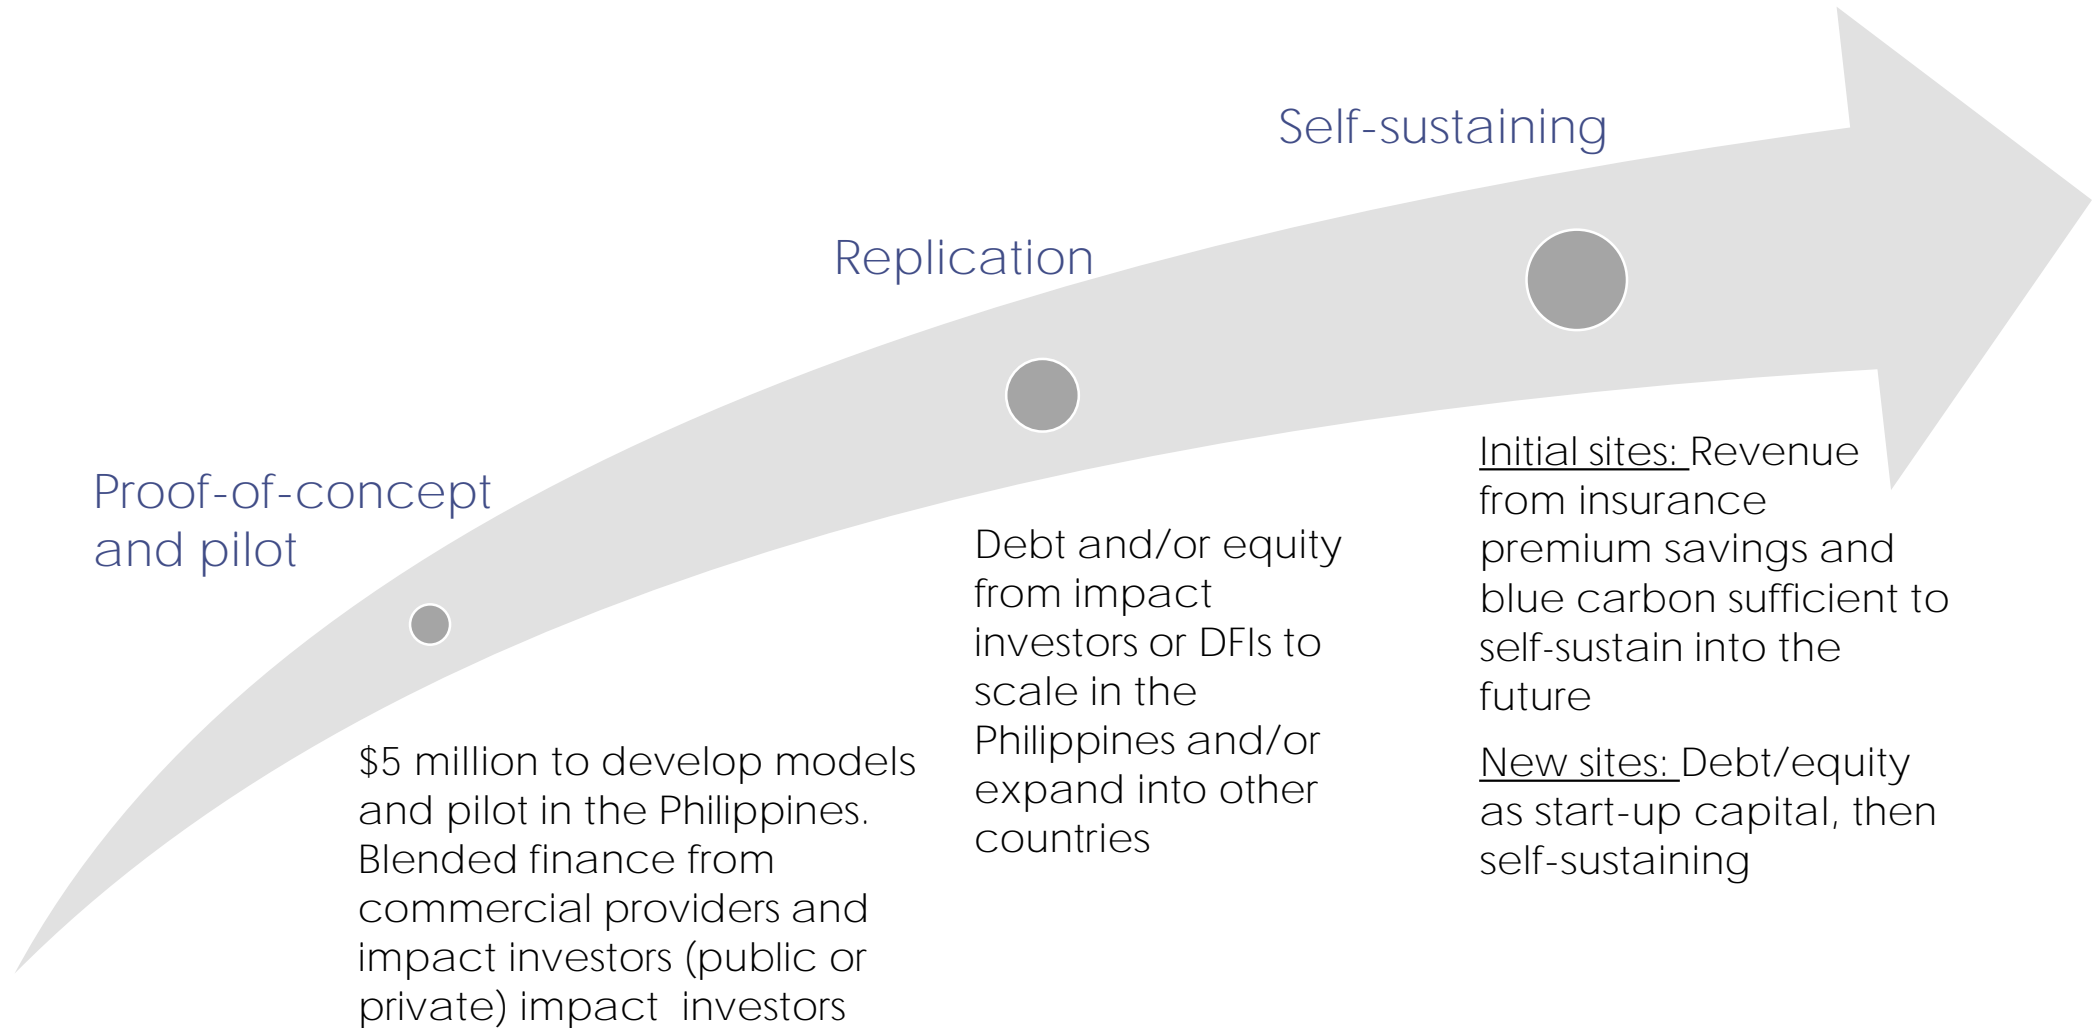 Proof-of-concept
and pilot
$5 million to develop models
and pilot in the Philippines.
Blended finance from
commercial providers and
impact investors (public or
private) impact  investors
Replication
Debt and/or equity
from impact
investors or DFIs to
scale in the
Philippines and/or
expand into other
countries
Self-sustaining
Initial sites: Revenue
from insurance
premium savings and
blue carbon sufficient to
self-sustain into the
future
New sites: Debt/equity
as start-up capital, then
self-sustaining